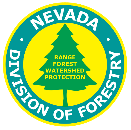 NEVADA
RANGE
FOREST
WATERSHED
PROTECTION
DIVISION OF FORESTRY